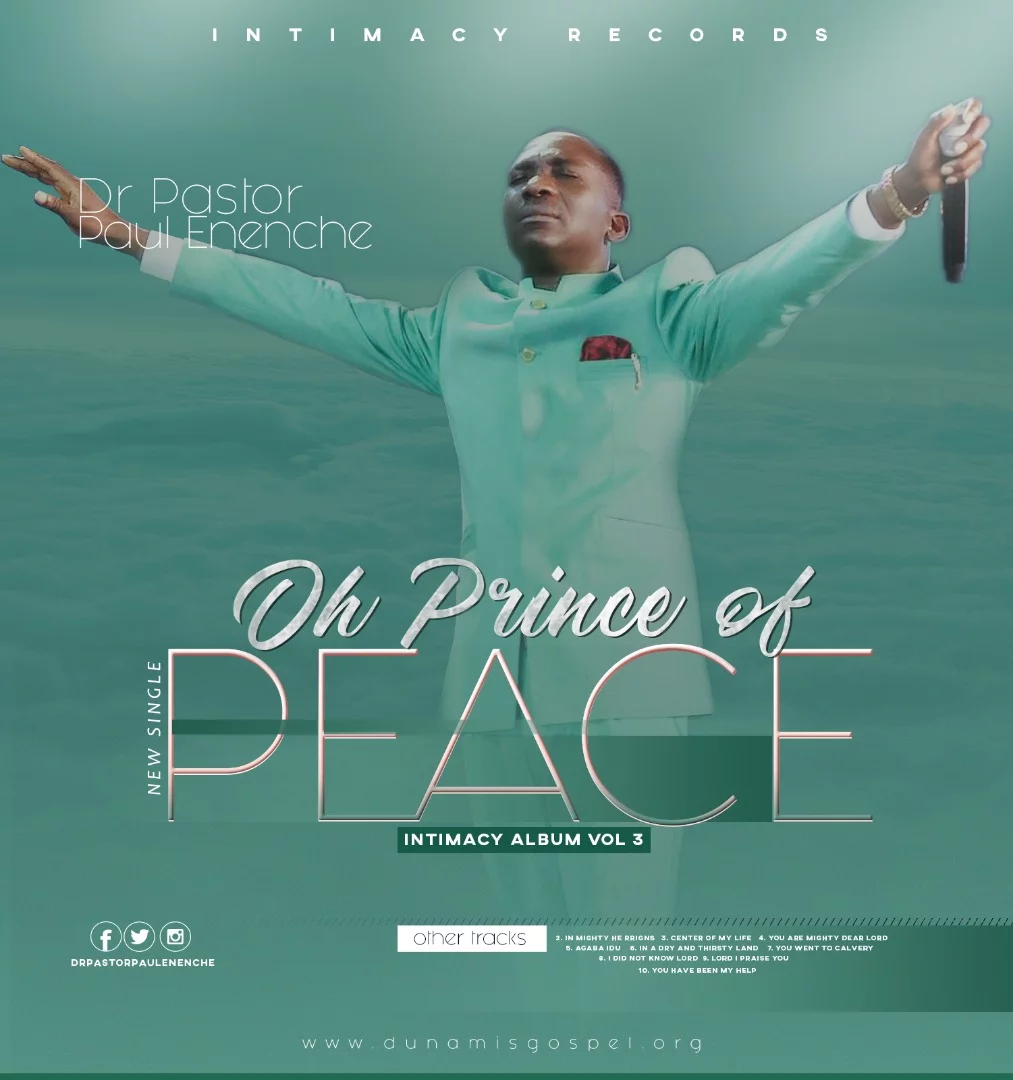 INTIMACY RECORDS
Dr Pastor
Paul Enenche
Oh Prince of
PEACE
NEW SINGLE
INTIMACY ALBUM VOL 3
DRPASTORPAULENENCHE
other tracks
2. IN MIGHTY HE RRIGNS 3. CENTER OF MY LIFE 4. YOU ARE MIGHTY DEAR LORD
5. AGABA IDU 6. IN A DRY AND THIRSTY LAND 7. YOU WENT TO CALVERY
8. I DID NOT KNOW LORD 9. LORD I PRAISE YOU
10. YOU HAVE BEEN MY HELP
www.dunamisgospel.org